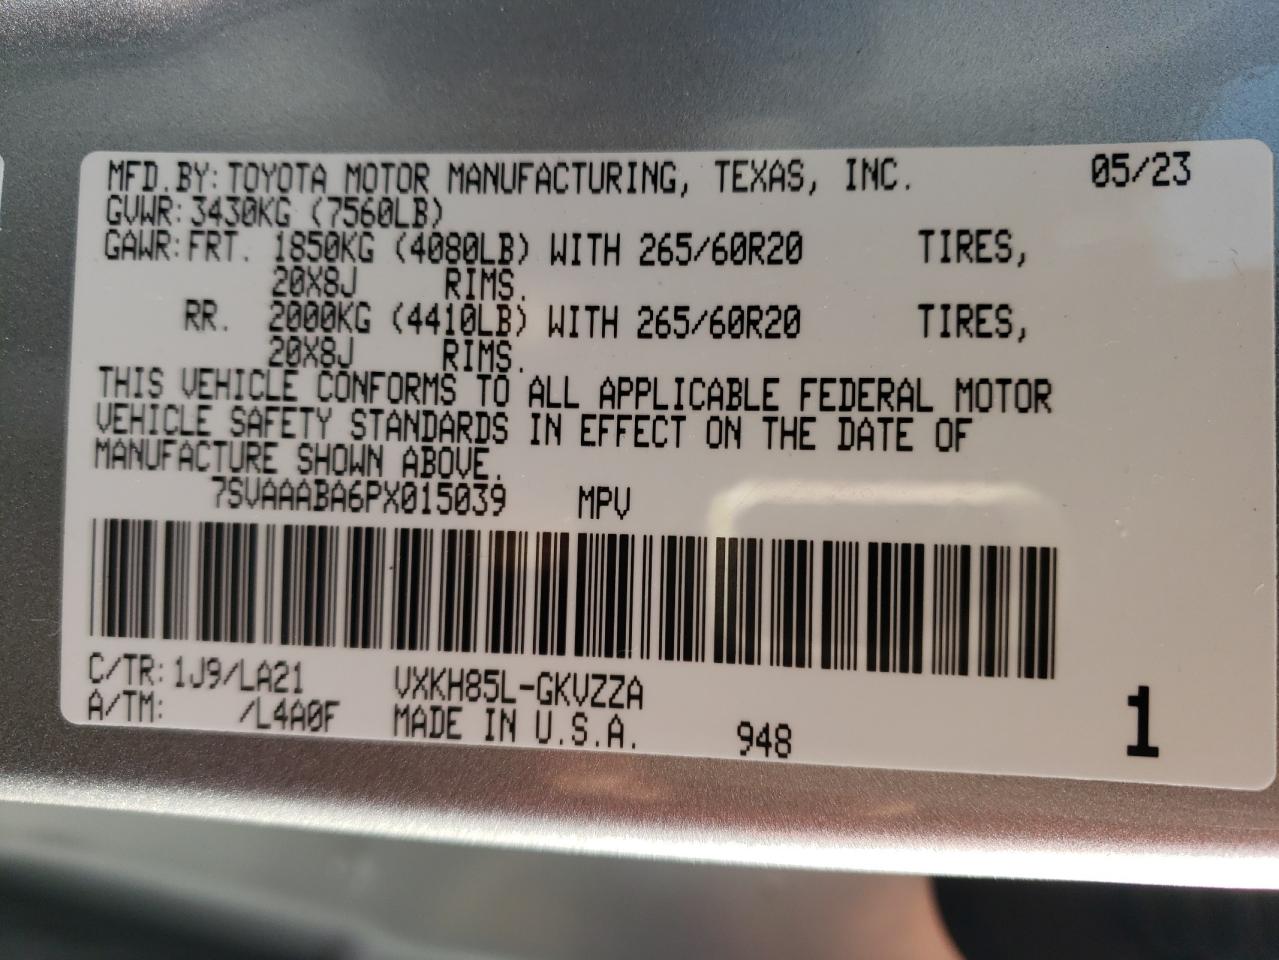 MFD.BY: TOYOTA MOTOR MANUFACTURING, TEXAS, INC. 05/23
GVWR: 3430KG (7560LB)
GAWR: FRT. 1850KG (4080LB) WITH 265/60R20 TIRES,
20X8J RIMS.
RR. 2000KG (4410LB) WITH 265/60R20 TIRES,
20X8J RIMS.
THIS VEHICLE CONFORMS TO ALL APPLICABLE FEDERAL MOTOR
VEHICLE SAFETY STANDARDS IN EFFECT ON THE DATE OF
MANUFACTURE SHOWN ABOVE.
7SVAAABA6PX015039 MPV
C/TR: 1J9/LA21 VXKH85L-GKVZZA
A/TM: /L4A0F MADE IN U.S.A. 948 1